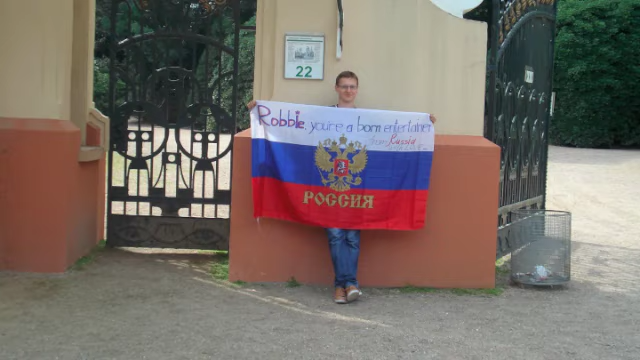 22
Robbie, you're a born entertainer
from Russia
РОССИЯ